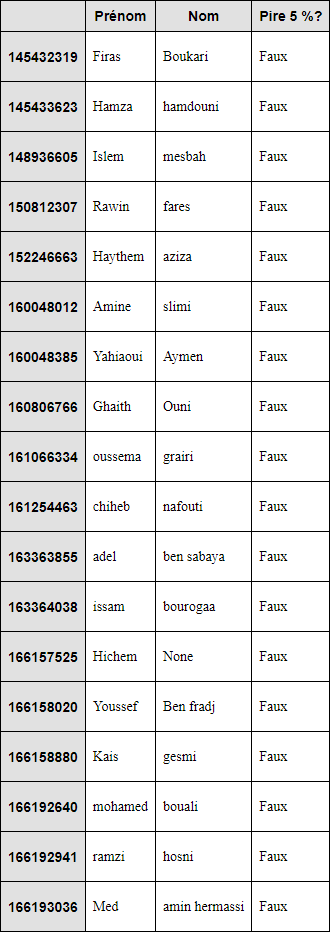 Prénom Nom Pire 5 %?
145432319 Firas Boukari Faux
145433623 Hamza hamdouni Faux
148936605 Islem mesbah Faux
150812307 Rawin fares Faux
152246663 Haythem aziza Faux
160048012 Amine slimi Faux
160048385 Yahiaoui Aymen Faux
160806766 Ghaith Ouni Faux
161066334 oussema grairi Faux
161254463 chiheb nafouti Faux
163363855 adel ben sabaya Faux
163364038 issam bourogaa Faux
166157525 Hichem None Faux
166158020 Youssef Ben fradj Faux
166158880 Kais gesmi Faux
166192640 mohamed bouali Faux
166192941 ramzi hosni Faux
166193036 Med amin hermassi Faux